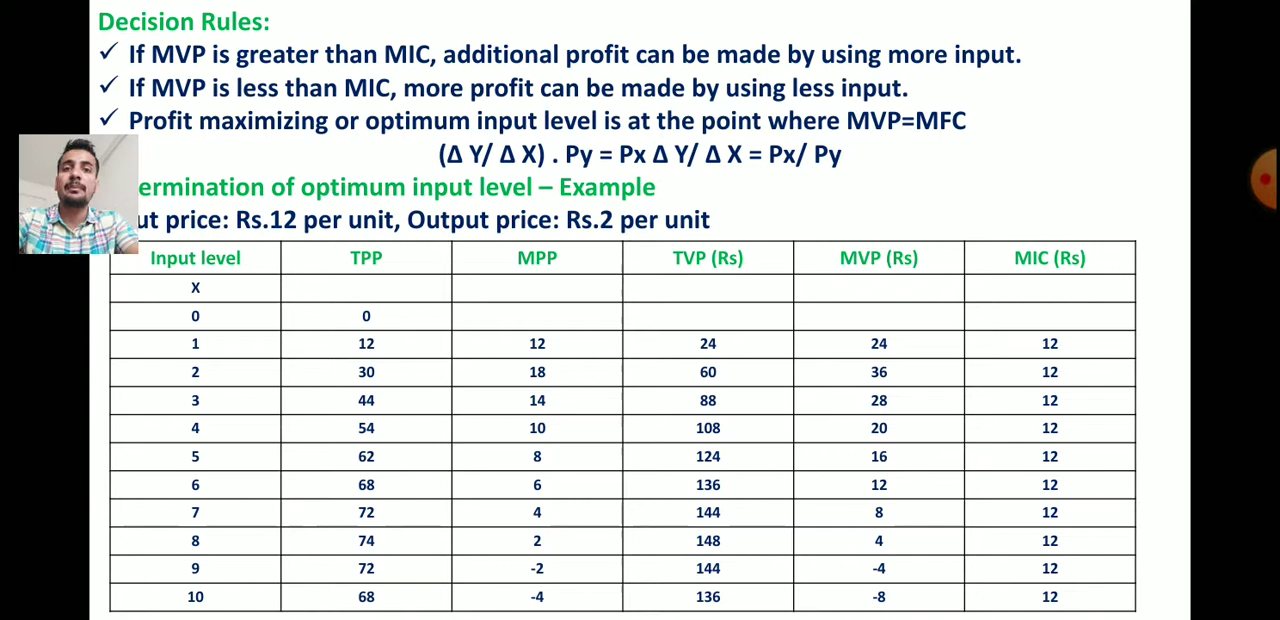 Decision Rules:
✓ If MVP is greater than MIC, additional profit can be made by using more input.
✓ If MVP is less than MIC, more profit can be made by using less input.
✓ Profit maximizing or optimum input level is at the point where MVP=MFC
(Δ Y/ Δ X) . Py = Px Δ Y/ Δ X = Px/ Py
ermination of optimum input level – Example
ut price: Rs.12 per unit, Output price: Rs.2 per unit
Input level TPP MPP TVP (Rs) MVP (Rs) MIC (Rs)
X
0 0
1 12 12 24 24 12
2 30 18 60 36 12
3 44 14 88 28 12
4 54 10 108 20 12
5 62 8 124 16 12
6 68 6 136 12 12
7 72 4 144 8 12
8 74 2 148 4 12
9 72 -2 144 -4 12
10 68 -4 136 -8 12